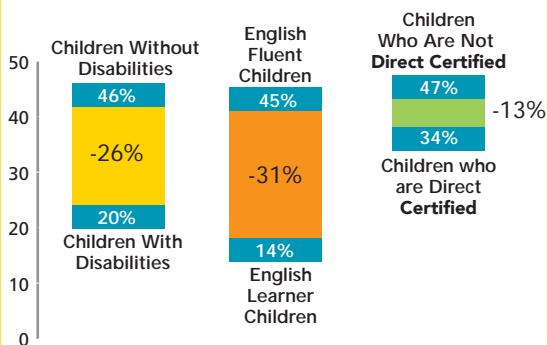 50
40
30
20
10
0
Children Without
Disabilities
46%
-26%
20%
Children With
Disabilities
English
Fluent
Children
45%
-31%
14%
English
Learner
Children
Children
Who Are Not
Direct Certified
47%
-13%
34%
Children who
are Direct
Certified